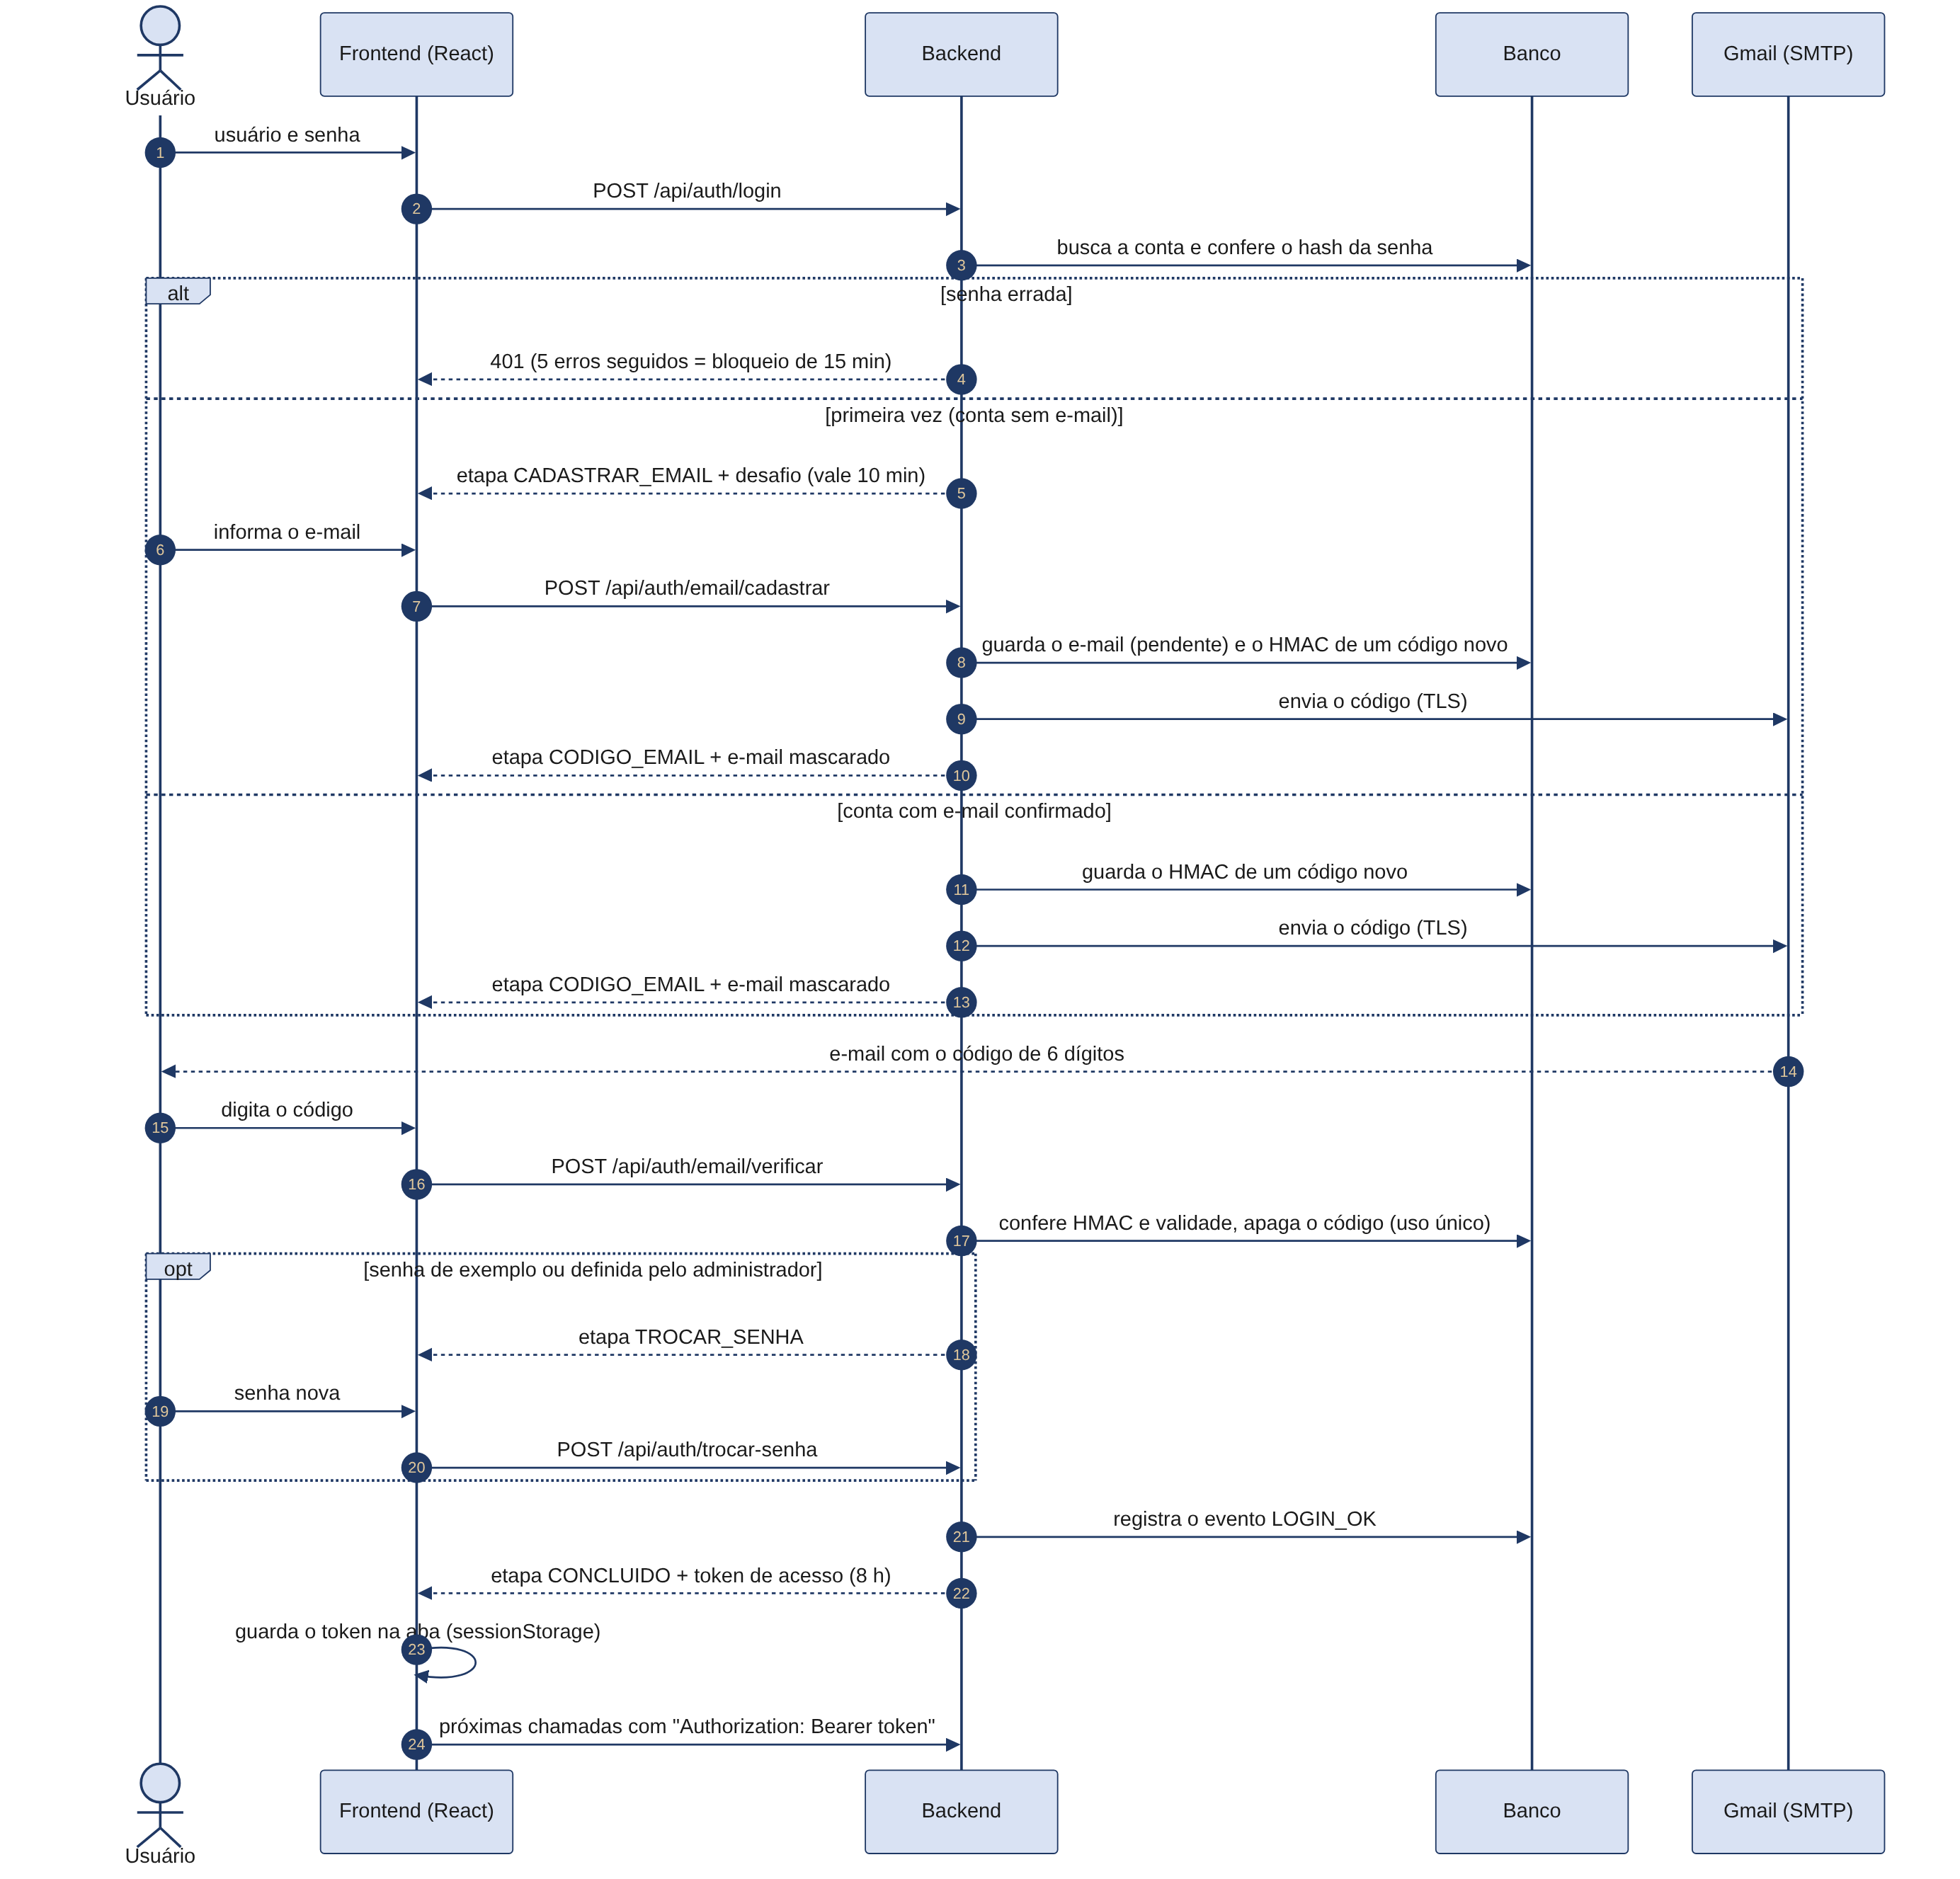 Usuário
Frontend (React)
Backend
Banco
Gmail (SMTP)
usuário e senha
1
POST /api/auth/login
2
busca a conta e confere o hash da senha
3
alt
[senha errada]
401 (5 erros seguidos = bloqueio de 15 min)
4
[primeira vez (conta sem e-mail)]
etapa CADASTRAR_EMAIL + desafio (vale 10 min)
5
informa o e-mail
6
POST /api/auth/email/cadastrar
7
guarda o e-mail (pendente) e o HMAC de um código novo
8
envia o código (TLS)
9
etapa CODIGO_EMAIL + e-mail mascarado
10
[conta com e-mail confirmado]
guarda o HMAC de um código novo
11
envia o código (TLS)
12
etapa CODIGO_EMAIL + e-mail mascarado
13
e-mail com o código de 6 dígitos
14
digita o código
15
POST /api/auth/email/verificar
16
confere HMAC e validade, apaga o código (uso único)
17
opt
[senha de exemplo ou definida pelo administrador]
etapa TROCAR_SENHA
18
senha nova
19
POST /api/auth/trocar-senha
20
registra o evento LOGIN_OK
21
etapa CONCLUIDO + token de acesso (8 h)
22
guarda o token na aba (sessionStorage)
23
próximas chamadas com "Authorization: Bearer token"
24
Usuário
Frontend (React)
Backend
Banco
Gmail (SMTP)